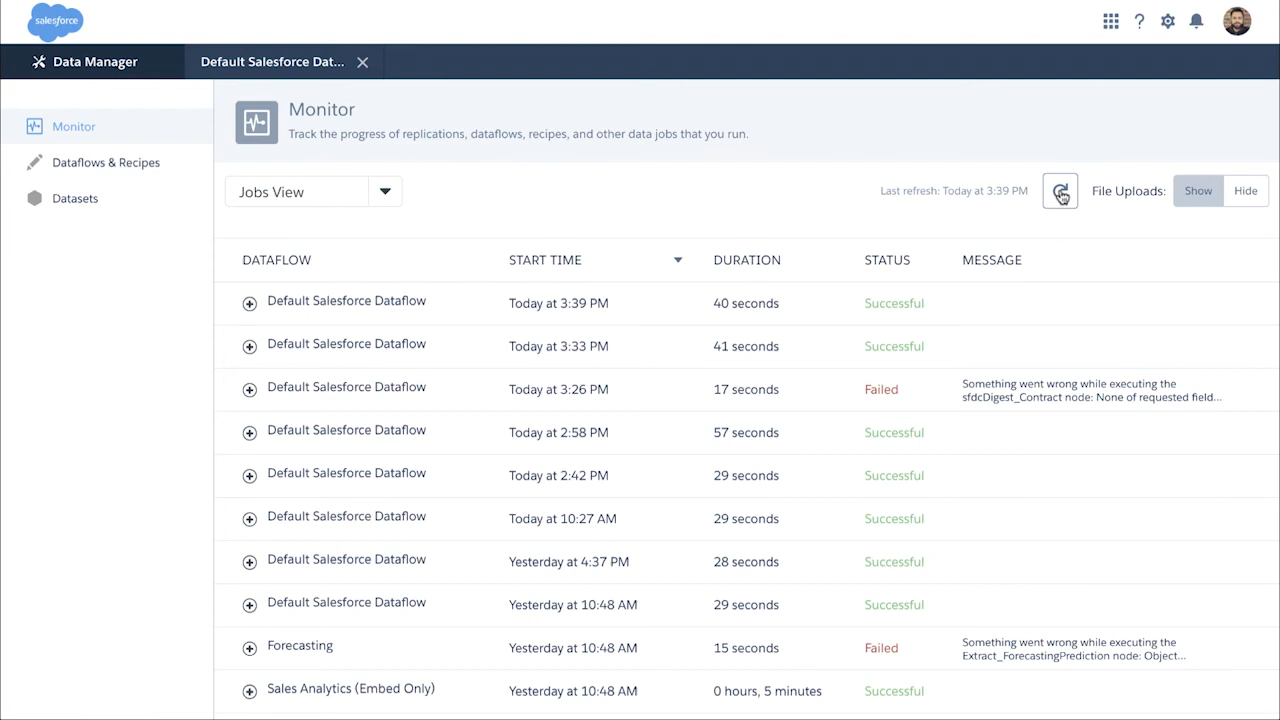 salesforce
?
Data Manager
Default Salesforce Dat...
Monitor
Dataflows & Recipes
Datasets
Monitor
Track the progress of replications, dataflows, recipes, and other data jobs that you run.
Jobs View
Last refresh: Today at 3:39 PM
File Uploads:
Show
Hide
DATAFLOW START TIME DURATION STATUS MESSAGE
Default Salesforce Dataflow Today at 3:39 PM 40 seconds Successful
Default Salesforce Dataflow Today at 3:33 PM 41 seconds Successful
Default Salesforce Dataflow Today at 3:26 PM 17 seconds Failed Something went wrong while executing the
sfdcDigest_Contract node: None of requested field...
Default Salesforce Dataflow Today at 2:58 PM 57 seconds Successful
Default Salesforce Dataflow Today at 2:42 PM 29 seconds Successful
Default Salesforce Dataflow Today at 10:27 AM 29 seconds Successful
Default Salesforce Dataflow Yesterday at 4:37 PM 28 seconds Successful
Default Salesforce Dataflow Yesterday at 10:48 AM 29 seconds Successful
Forecasting Yesterday at 10:48 AM 15 seconds Failed Something went wrong while executing the
Extract_ForecastingPrediction node: Object...
Sales Analytics (Embed Only) Yesterday at 10:48 AM 0 hours, 5 minutes Successful